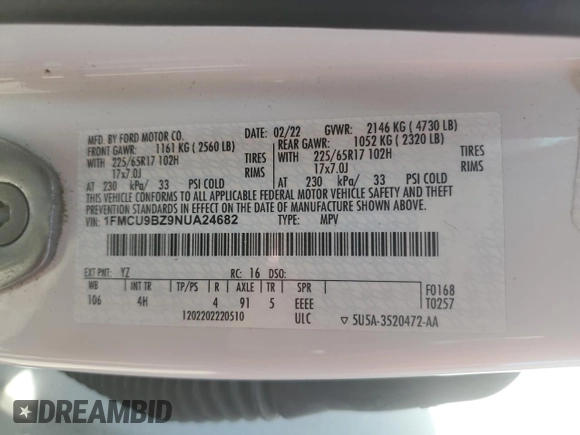 MFD. BY FORD MOTOR CO. DATE: 02/22 GVWR: 2146 KG ( 4730 LB)
FRONT GAWR: 1161 KG ( 2560 LB) REAR GAWR: 1052 KG ( 2320 LB)
WITH 225/65R17 102H TIRES WITH 225/65R17 102H TIRES
17x7.0J RIMS 17x7.0J RIMS
AT 230 kPa/ 33 PSI COLD AT 230 kPa/ 33 PSI COLD
THIS VEHICLE CONFORMS TO ALL APPLICABLE FEDERAL MOTOR VEHICLE SAFETY AND THEFT
PREVENTION STANDARDS IN EFFECT ON THE DATE OF MANUFACTURE SHOWN ABOVE.
VIN: 1FMCU9BZ9NUA24682 TYPE: MPV
EXT PNT: YZ RC: 16 DSO:
WB INT TR TP/PS R AXLE TR SPR F0168
106 4H 4 91 5 EEEE T0257
1202202220510 ULC ▽ 5U5A-3520472-AA
DREAMBID